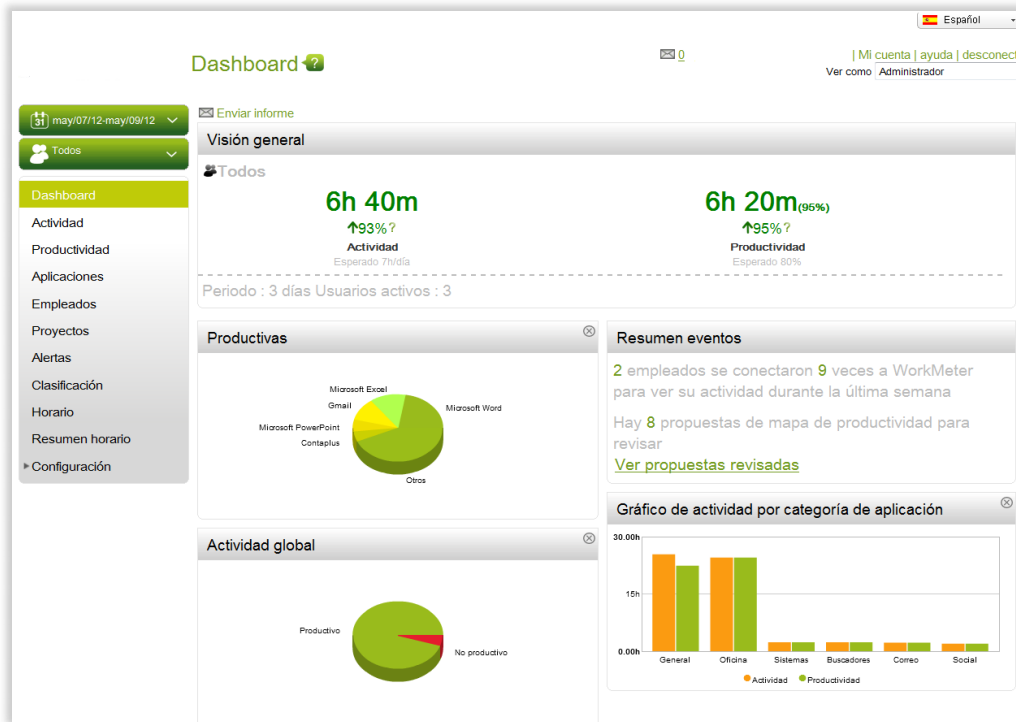 Español
Dashboard ?
0
| Mi cuenta | ayuda | desconect
Ver como Administrador
31 may/07/12-may/09/12
Todos
Dashboard
Actividad
Productividad
Aplicaciones
Empleados
Proyectos
Alertas
Clasificación
Horario
Resumen horario
Configuración
Enviar informe
Visión general
Todos
6h 40m
93%?
Actividad
Esperado 7h/día
6h 20m(95%)
95%?
Productividad
Esperado 80%
Periodo : 3 días Usuarios activos : 3
Productivas
Microsoft Excel
Gmail
Microsoft Word
Microsoft PowerPoint
Contaplus
Otros
Actividad global
Productivo
No productivo
Resumen eventos
2 empleados se conectaron 9 veces a WorkMeter
para ver su actividad durante la última semana
Hay 8 propuestas de mapa de productividad para
revisar
Ver propuestas revisadas
Gráfico de actividad por categoría de aplicación
30.00h
15h
0.00h
General Oficina Sistemas Buscadores Correo Social
Actividad Productividad